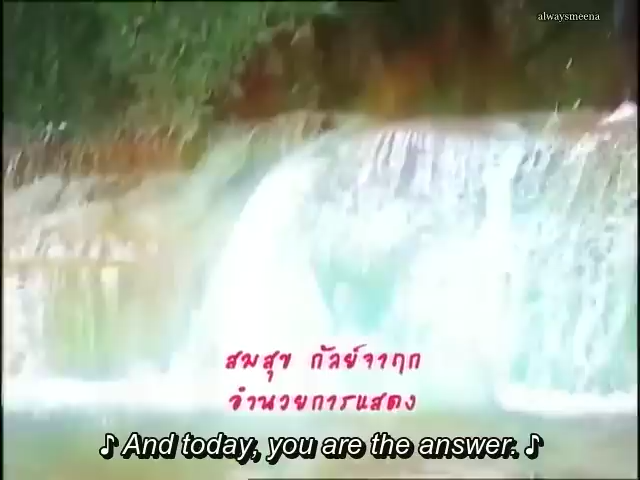 alwaysmeena
สมสุข กัลย์จาฤก
อำนวยการแสดง
♪ And today, you are the answer. ♪